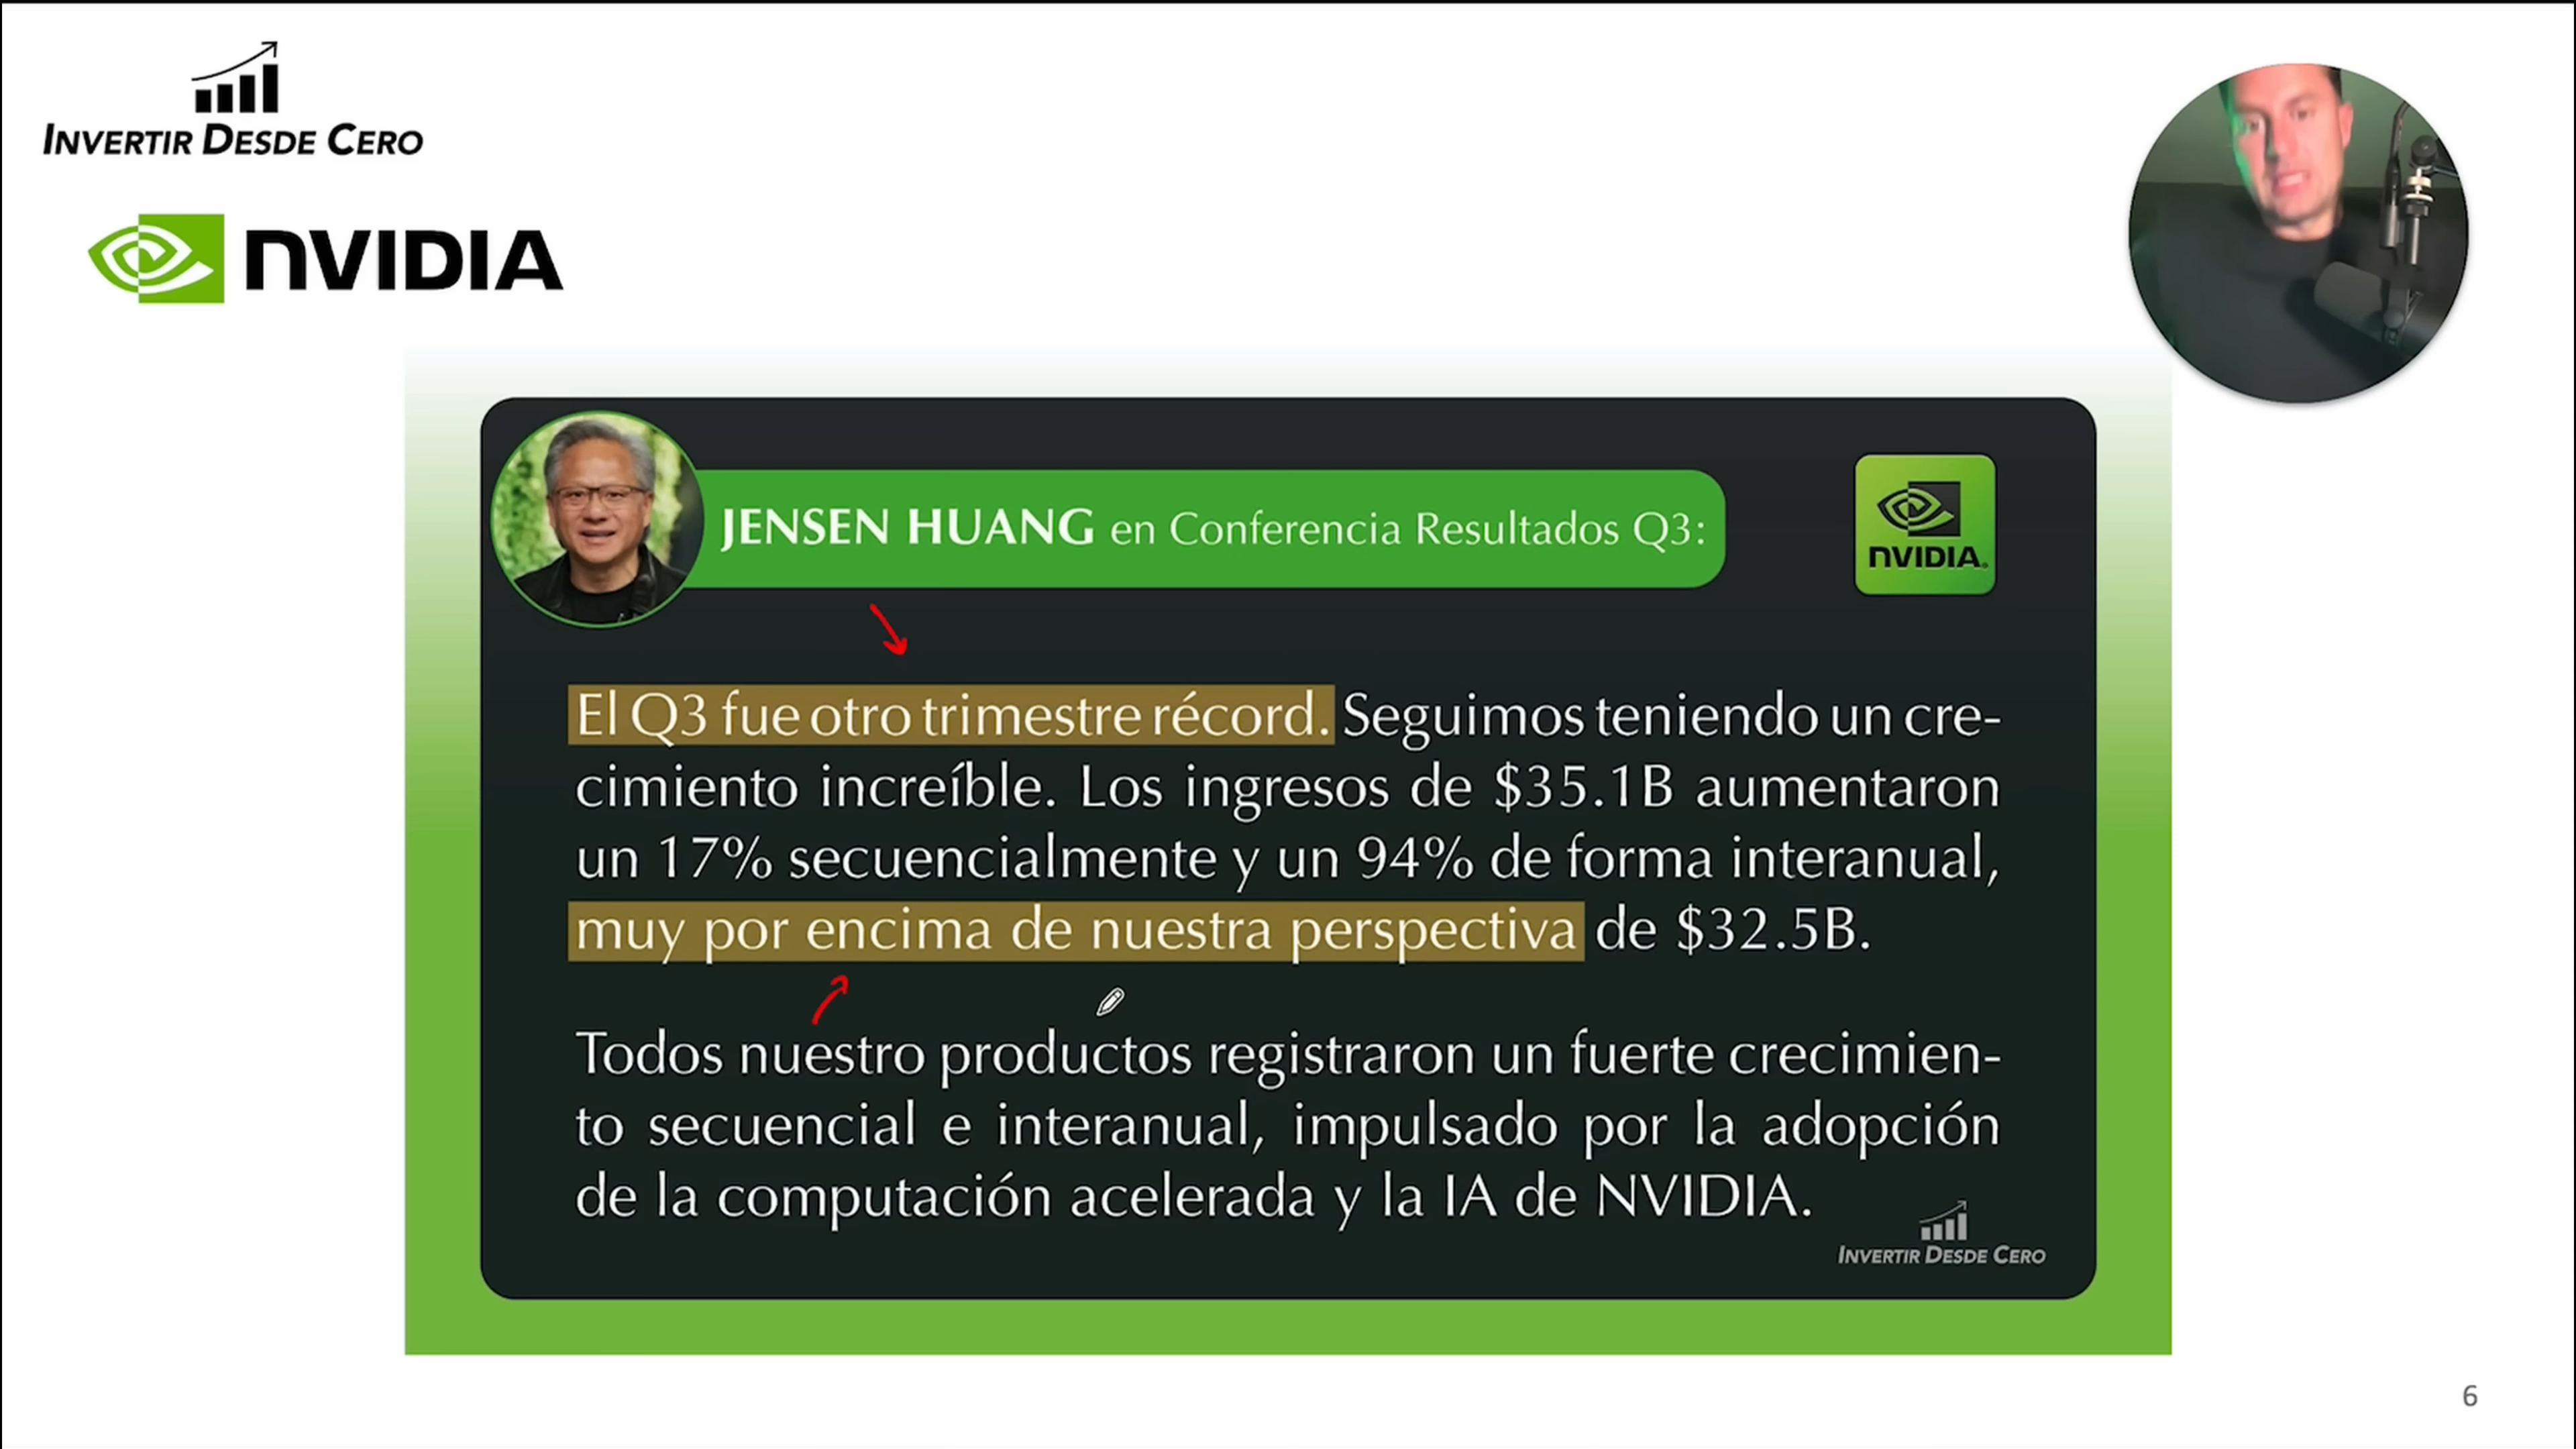 INVERTIR DESDE CERO
NVIDIA
JENSEN HUANG en Conferencia Resultados Q3:
NVIDIA.
El Q3 fue otro trimestre récord. Seguimos teniendo un cre-
cimiento increíble. Los ingresos de $35.1B aumentaron
un 17% secuencialmente y un 94% de forma interanual,
muy por encima de nuestra perspectiva de $32.5B.
Todos nuestro productos registraron un fuerte crecimien-
to secuencial e interanual, impulsado por la adopción
de la computación acelerada y la IA de NVIDIA.
INVERTIR DESDE CERO
6